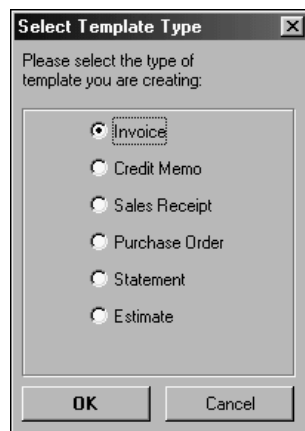 Select Template Type
Please select the type of
template you are creating:
Invoice
Credit Memo
Sales Receipt
Purchase Order
Statement
Estimate
OK Cancel